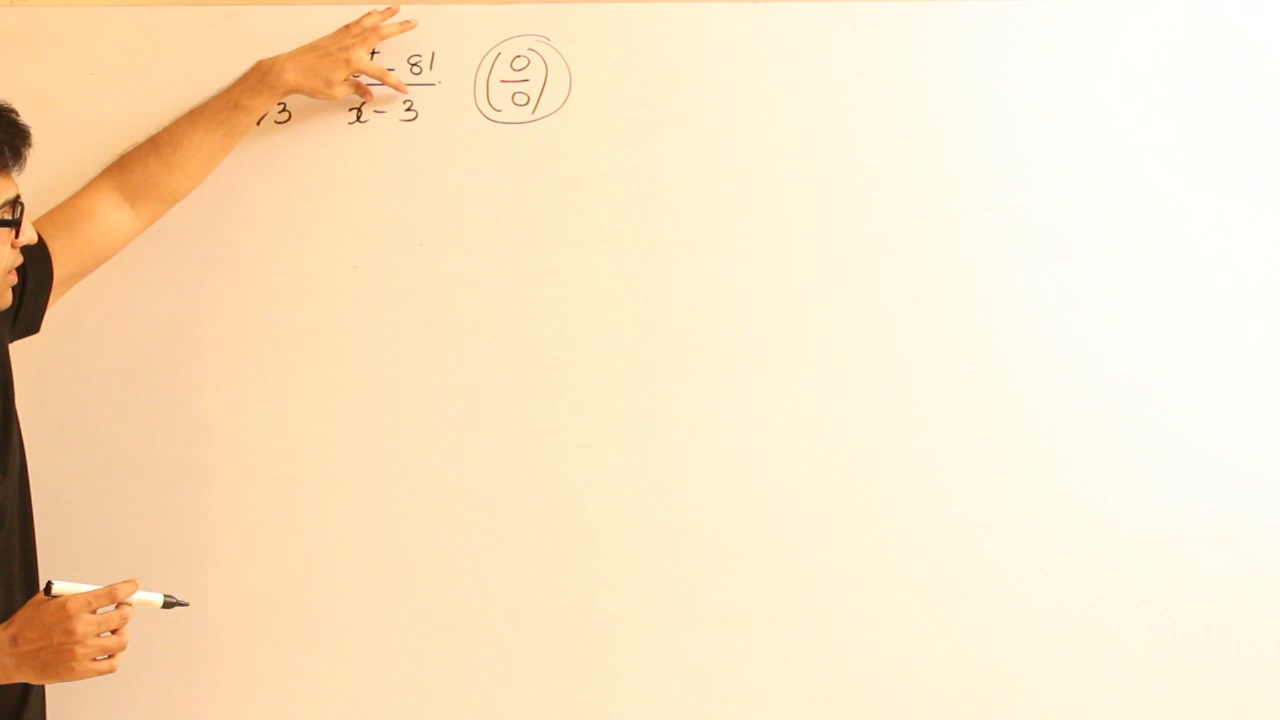 - 81 (0/0)
3 x - 3